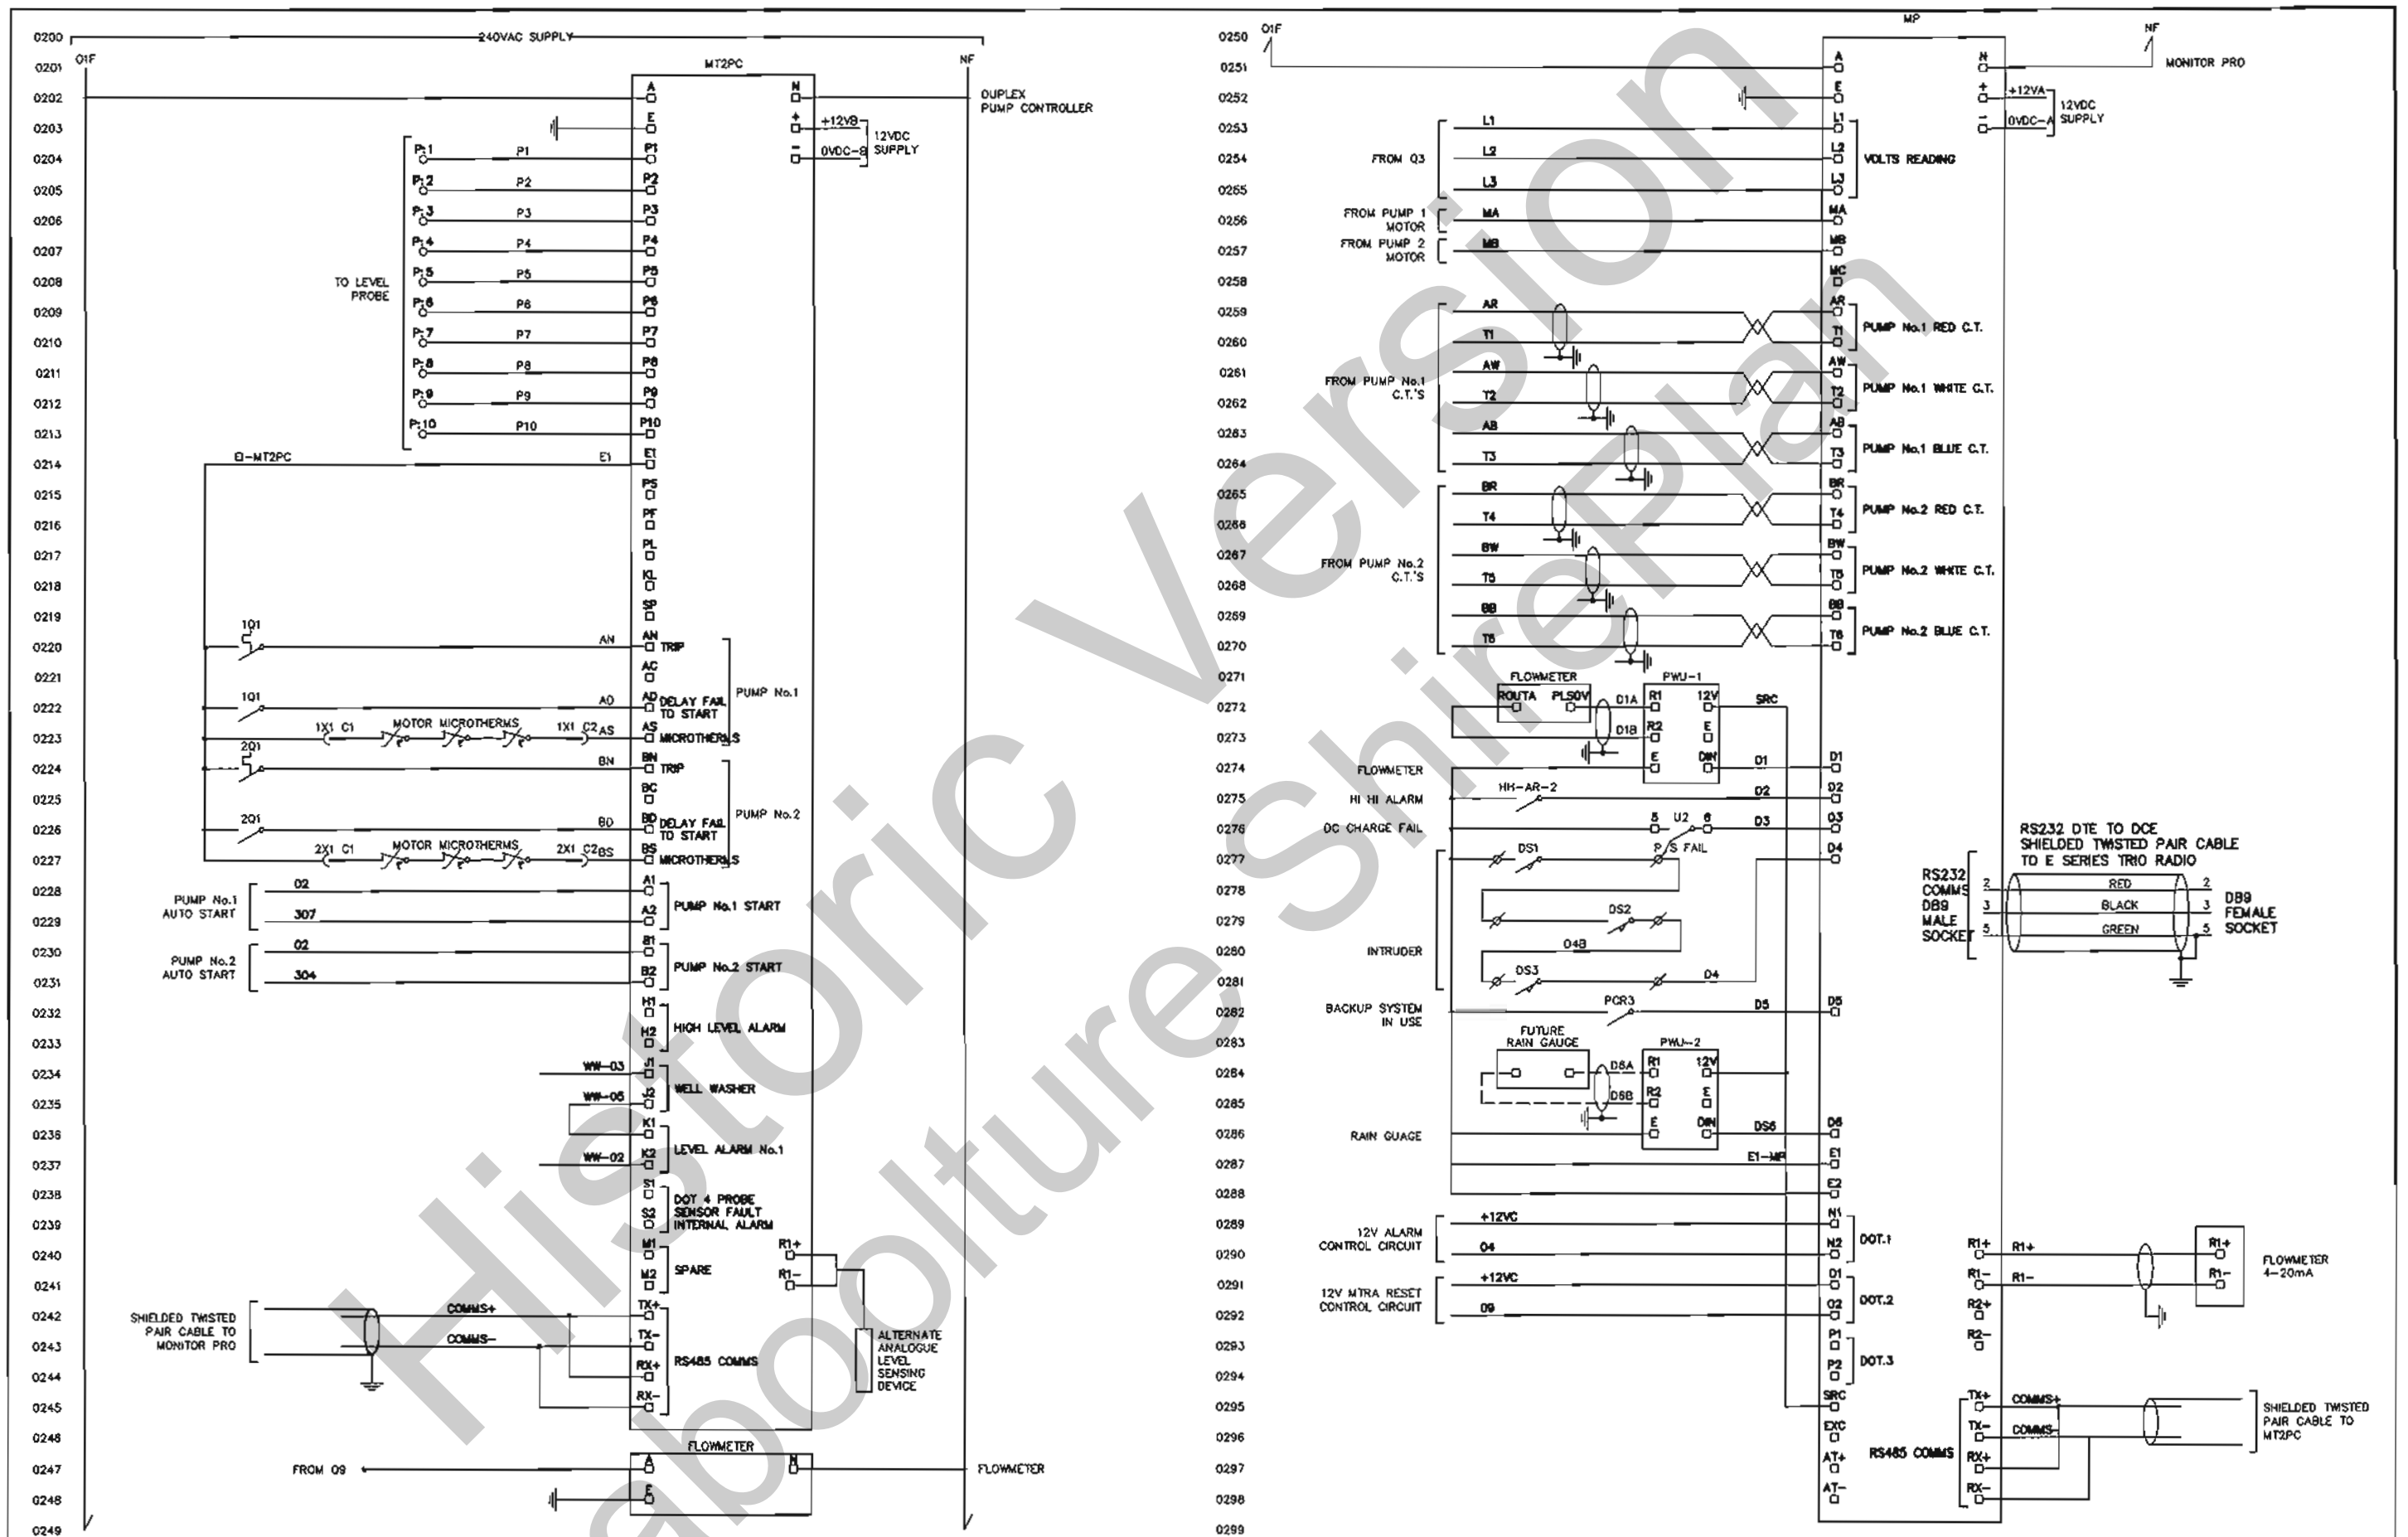 0200 240VAC SUPPLY
0201 01F MT2PC NF
0202 A N DUPLEX
PUMP CONTROLLER
0203 E + +12VB 12VDC
SUPPLY
0204 P:1 P1 P1 - 0VDC-B
0205 P:2 P2 P2
0206 P:3 P3 P3
0207 P:4 P4 P4
0208 P:5 P5 P5
TO LEVEL
PROBE
0209 P:6 P6 P6
0210 P:7 P7 P7
0211 P:8 P8 P8
0212 P:9 P9 P9
0213 P:10 P10 P10
0214 EI-MT2PC E1 E1
0215 PS
0216 PF
0217 PL
0218 KL
0219 SP
0220 1Q1 AN AN TRIP
0221 AC
PUMP No.1
0222 1Q1 AD AD DELAY FAIL
TO START
0223 1X1 C1 MOTOR MICROTHERMS 1X1 C2 AS AS MICROTHERMS
0224 2Q1 BN BN TRIP
0225 BC
PUMP No.2
0226 2Q1 BD BD DELAY FAIL
TO START
0227 2X1 C1 MOTOR MICROTHERMS 2X1 C2 BS BS MICROTHERMS
0228 02 A1
PUMP No.1
AUTO START
PUMP No.1 START
0229 307 A2
0230 02 B1
PUMP No.2
AUTO START
PUMP No.2 START
0231 304 B2
0232 H1
HIGH LEVEL ALARM
0233 H2
0234 WW-03 J1
WELL WASHER
0235 WW-05 J2
0236 K1
LEVEL ALARM No.1
0237 WW-02 K2
0238 S1
DOT 4 PROBE
SENSOR FAULT
INTERNAL ALARM
0239 S2
0240 M1 R1+
SPARE
0241 M2 R1-
0242 COMMS+ TX+
SHIELDED TWISTED
PAIR CABLE TO
MONITOR PRO
0243 COMMS- TX-
RS485 COMMS
ALTERNATE
ANALOGUE
LEVEL
SENSING
DEVICE
0244 RX+
0245 RX-
0246 FLOWMETER
0247 FROM Q9 A N FLOWMETER
0248 E
0249
0250 01F MP NF
0251 A N MONITOR PRO
0252 E + +12VA 12VDC
SUPPLY
0253 L1 L1 - 0VDC-A
0254 FROM Q3 L2 L2 VOLTS READING
0255 L3 L3
0256 FROM PUMP 1
MOTOR MA MA
0257 FROM PUMP 2
MOTOR MB MB
0258 MC
0259 AR AR
PUMP No.1 RED C.T.
0260 T1 T1
0261 AW AW
FROM PUMP No.1
C.T.'S
PUMP No.1 WHITE C.T.
0262 T2 T2
0263 AB AB
PUMP No.1 BLUE C.T.
0264 T3 T3
0265 BR BR
PUMP No.2 RED C.T.
0266 T4 T4
0267 BW BW
FROM PUMP No.2
C.T.'S
PUMP No.2 WHITE C.T.
0268 T5 T5
0269 BB BB
PUMP No.2 BLUE C.T.
0270 T6 T6
0271 FLOWMETER PWU-1
0272 ROUTA PLSOV D1A R1 12V SRC
0273 D1B R2 E
0274 FLOWMETER E DIN D1 D1
0275 HI HI ALARM HH-AR-2 D2 D2
0276 DC CHARGE FAIL 5 U2 6 D3 D3
0277 DS1 P/S FAIL D4
0278
0279 DS2
0280 INTRUDER 04B
0281 DS3 D4
0282 BACKUP SYSTEM
IN USE PCR3 D5 D5
0283 FUTURE
RAIN GAUGE PWU-2
0284 D6A R1 12V
0285 D6B R2 E
0286 RAIN GUAGE E DIN DS6 D6
0287 E1-MP E1
0288 E2
0289 +12VC N1
12V ALARM
CONTROL CIRCUIT
DOT.1
0290 04 N2
0291 +12VC O1
12V MTRA RESET
CONTROL CIRCUIT
DOT.2
0292 09 O2
0293 P1
DOT.3
0294 P2
0295 SRC
0296 EXC
0297 AT+
0298 AT-
0299
RS232 DTE TO DCE
SHIELDED TWISTED PAIR CABLE
TO E SERIES TRIO RADIO
RS232
COMMS
DB9
MALE
SOCKET
2 RED 2
3 BLACK 3
5 GREEN 5
DB9
FEMALE
SOCKET
R1+ R1+ R1+
R1- R1- R1-
FLOWMETER
4-20mA
R2+
R2-
RS485 COMMS
TX+ COMMS+
TX- COMMS-
RX+
RX-
SHIELDED TWISTED
PAIR CABLE TO
MT2PC
Historic Version
aboolture ShirePlan